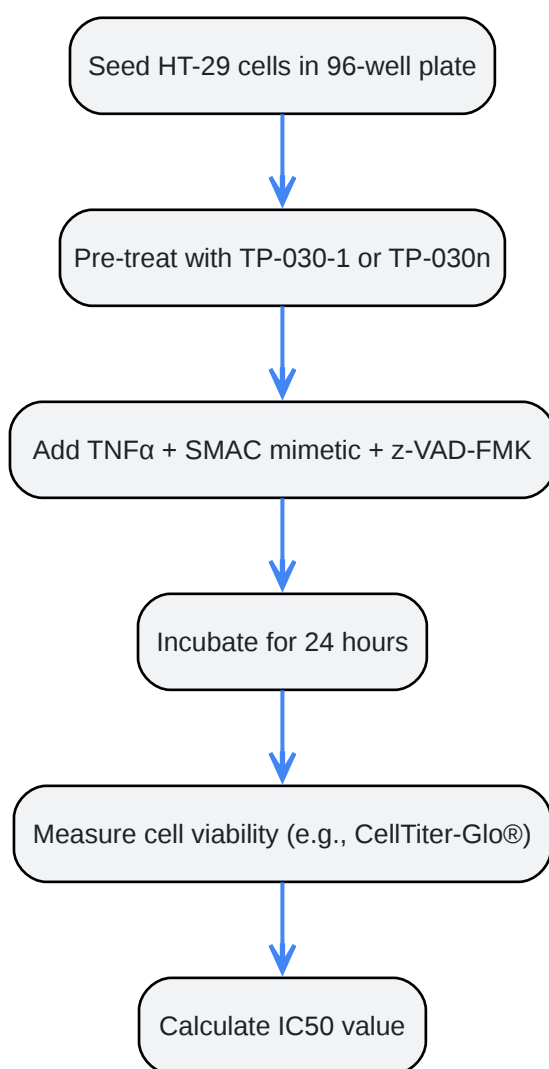 Seed HT-29 cells in 96-well plate
Pre-treat with TP-030-1 or TP-030n
Add TNFα + SMAC mimetic + z-VAD-FMK
Incubate for 24 hours
Measure cell viability (e.g., CellTiter-Glo®)
Calculate IC50 value